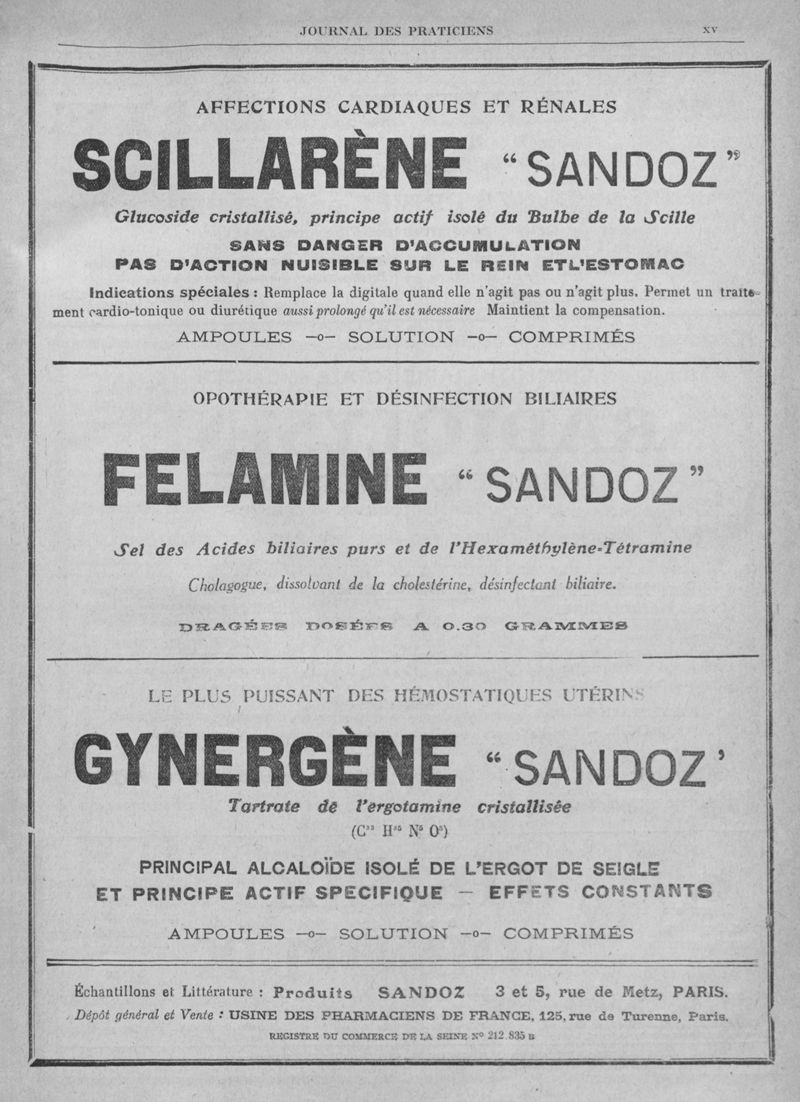 JOURNAL DES PRATICIENS XV
AFFECTIONS CARDIAQUES ET RÉNALES
SCILLARÈNE “SANDOZ”
Glucoside cristallisé, principe actif isolé du Bulbe de la Scille
SANS DANGER D'ACCUMULATION
PAS D'ACTION NUISIBLE SUR LE REIN ETL'ESTOMAC
Indications spéciales : Remplace la digitale quand elle n'agit pas ou n'agit plus. Permet un traite-
ment cardio-tonique ou diurétique aussi prolongé qu'il est nécessaire Maintient la compensation.
AMPOULES —o— SOLUTION —o— COMPRIMÉS
OPOTHÉRAPIE ET DÉSINFECTION BILIAIRES
FELAMINE “SANDOZ”
Sel des Acides biliaires purs et de l'Hexaméthylène-Tétramine
Cholagogue, dissolvant de la cholestérine, désinfectant biliaire.
DRAGÉES DOSÉES A 0.30 GRAMMES
LE PLUS PUISSANT DES HÉMOSTATIQUES UTÉRINS
GYNERGÈNE “SANDOZ’
Tartrate de l'ergotamine cristallisée
(C³³ H³⁵ N⁵ O⁵)
PRINCIPAL ALCALOÏDE ISOLÉ DE L'ERGOT DE SEIGLE
ET PRINCIPE ACTIF SPECIFIQUE — EFFETS CONSTANTS
AMPOULES —o— SOLUTION —o— COMPRIMÉS
Échantillons et Littérature : Produits SANDOZ 3 et 5, rue de Metz, PARIS.
Dépôt général et Vente : USINE DES PHARMACIENS DE FRANCE, 125, rue de Turenne, Paris.
REGISTRE DU COMMERCE DE LA SEINE Nº 212.835 B